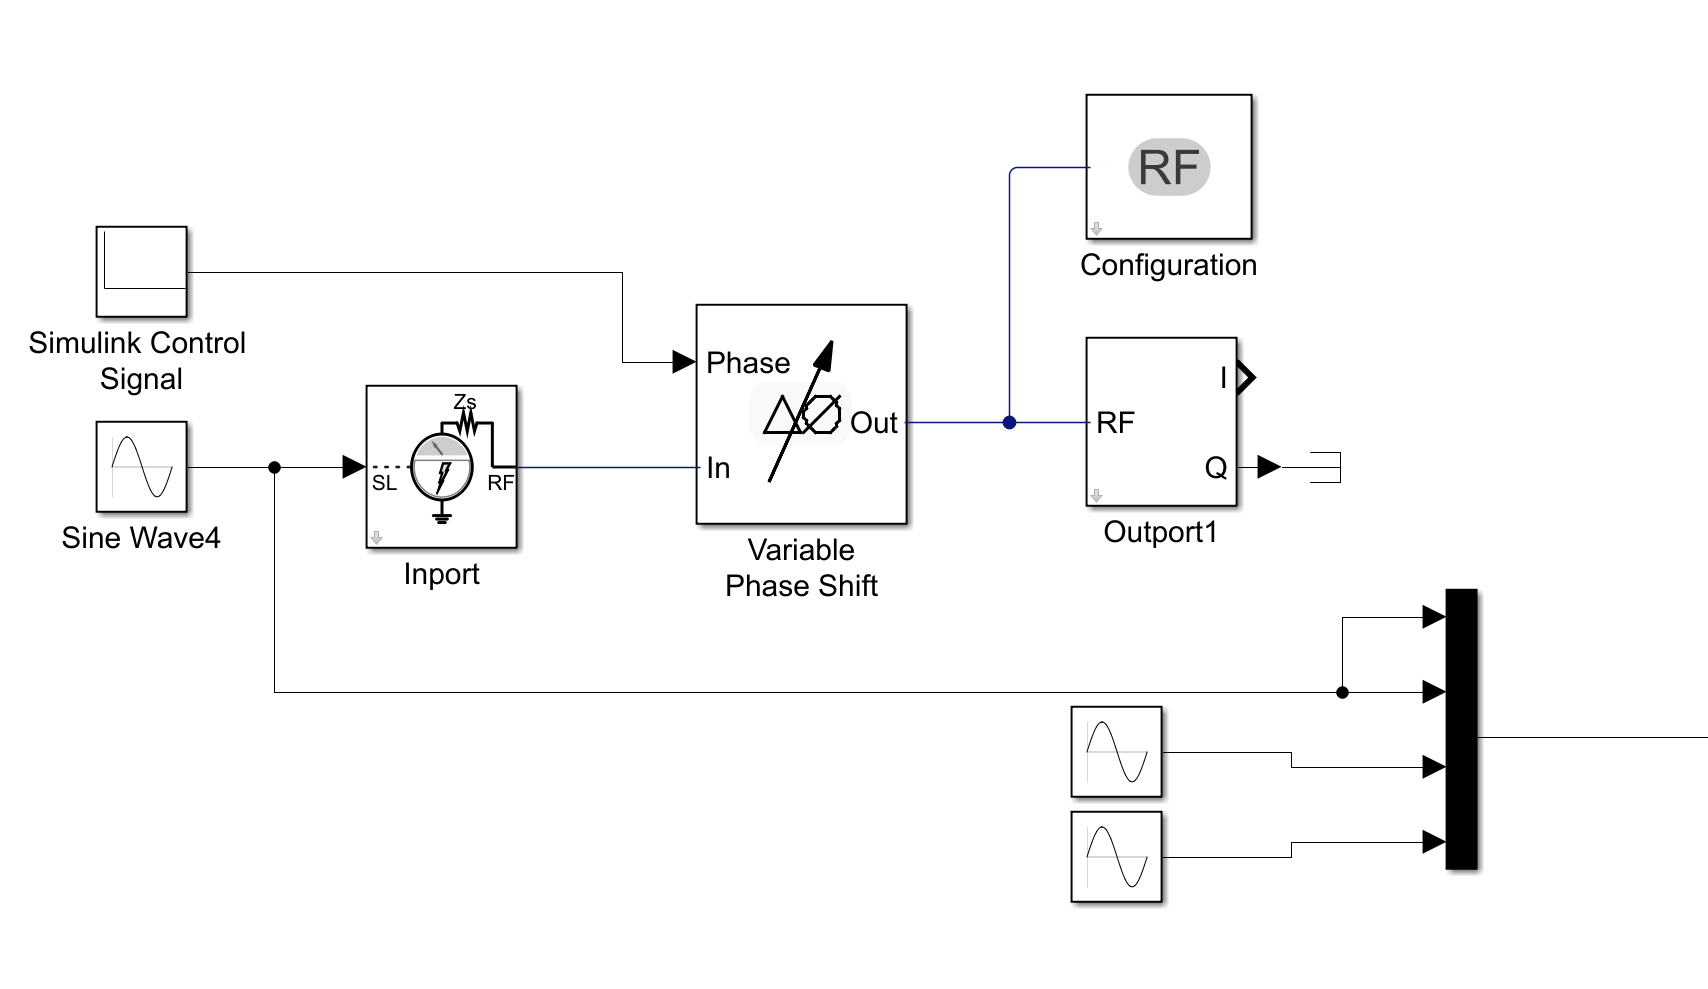 RF
Configuration
Simulink Control
Signal
Phase
Out
In
Variable
Phase Shift
Zs
SL
RF
Inport
Sine Wave4
I
RF
Q
Outport1